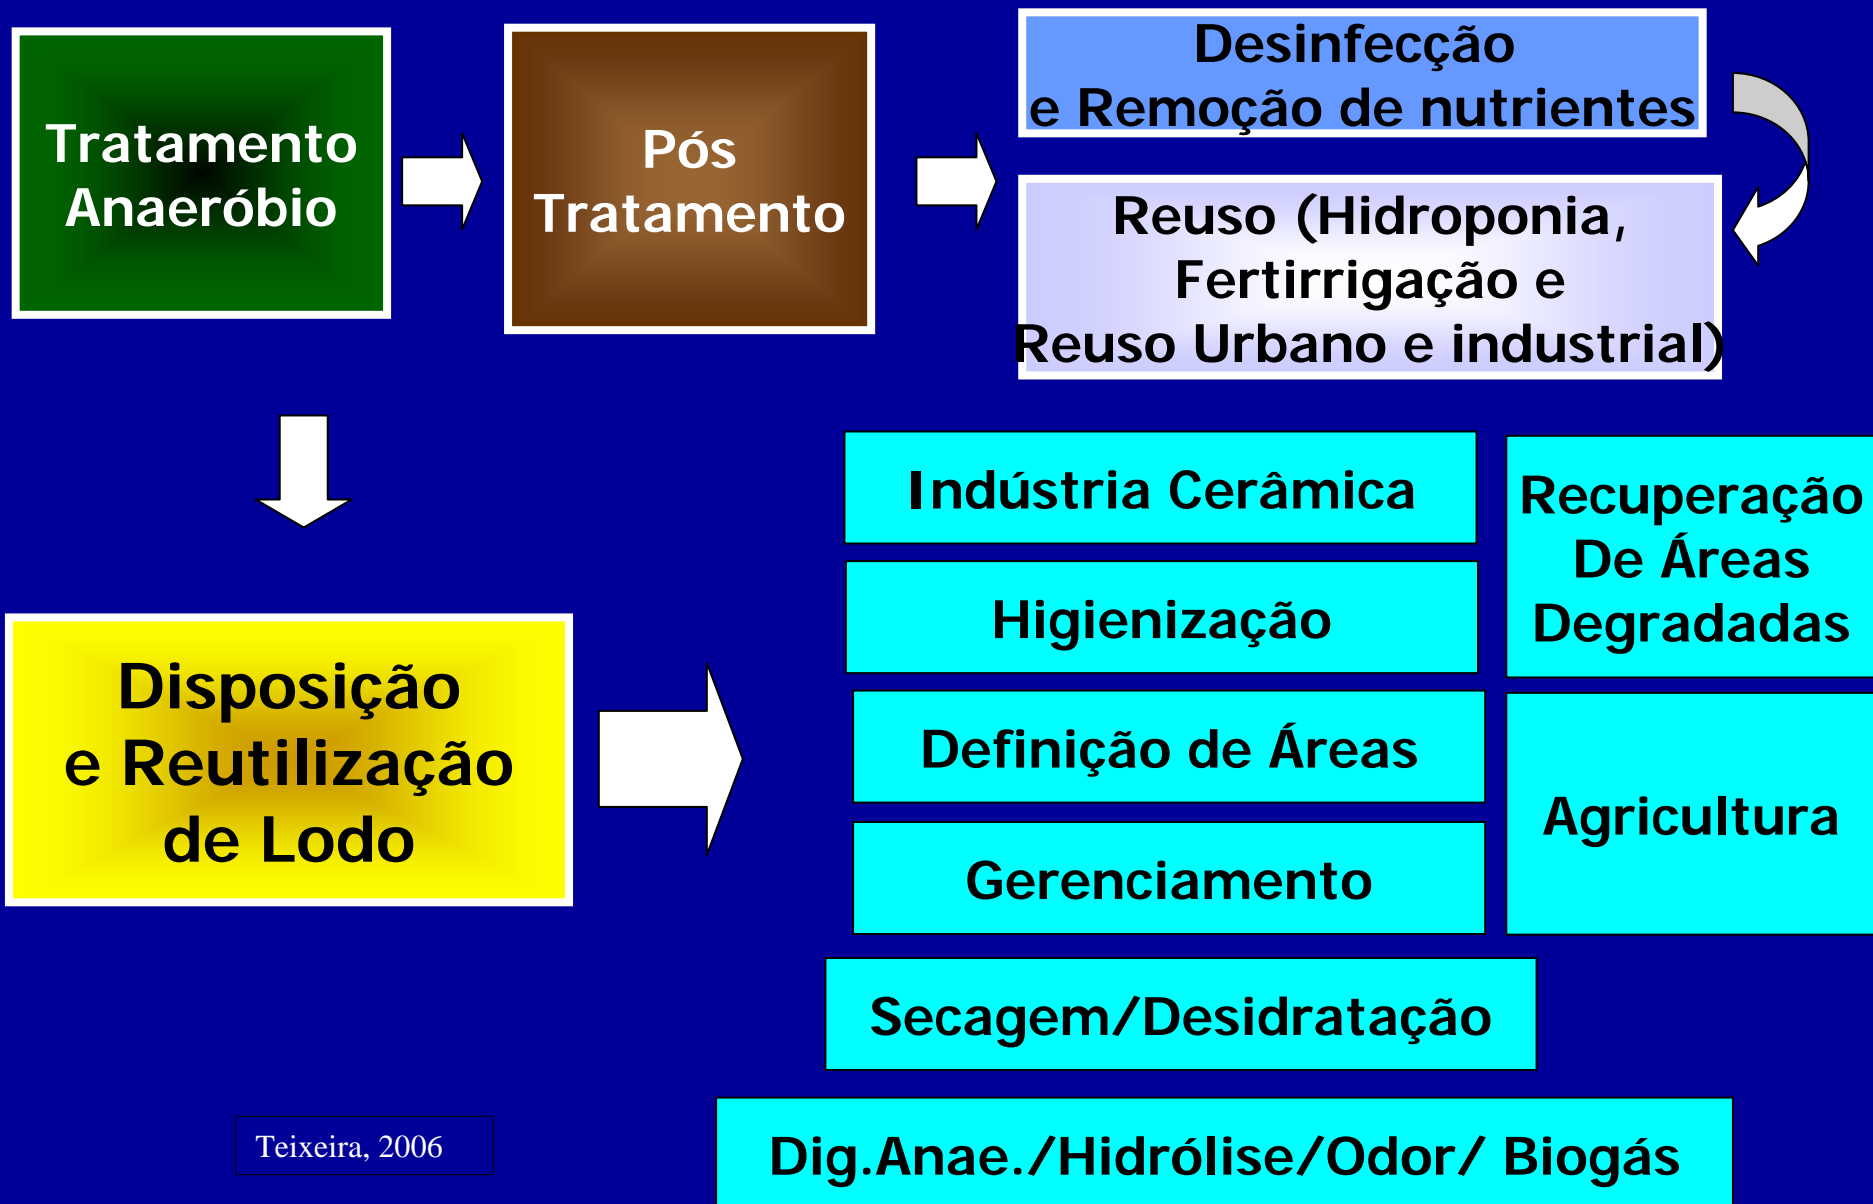 Tratamento
Anaeróbio
Pós
Tratamento
Desinfecção
e Remoção de nutrientes
Reuso (Hidroponia,
Fertirrigação e
Reuso Urbano e industrial)
Disposição
e Reutilização
de Lodo
Indústria Cerâmica
Higienização
Definição de Áreas
Gerenciamento
Recuperação
De Áreas
Degradadas
Agricultura
Secagem/Desidratação
Dig.Anae./Hidrólise/Odor/ Biogás
Teixeira, 2006